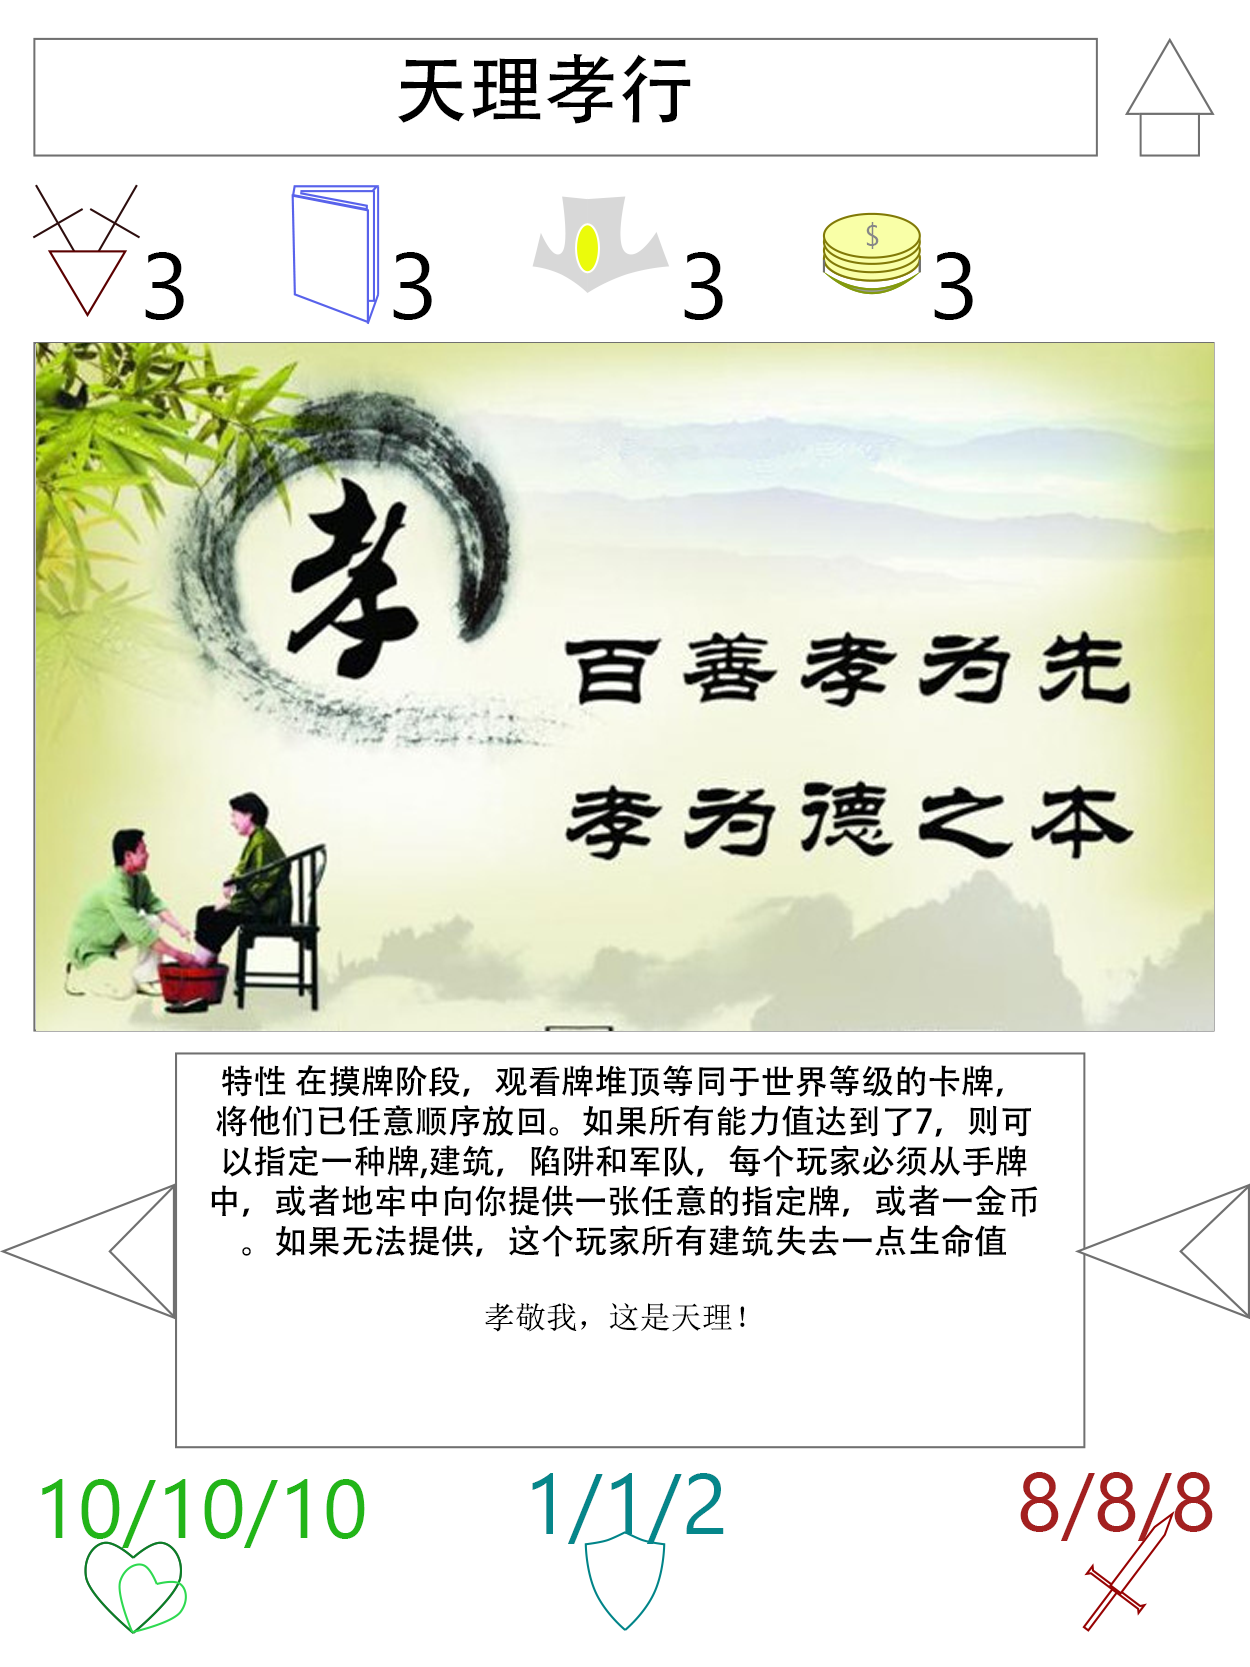 天理孝行
3
3
3
$
3
孝
百善孝为先
孝为德之本
特性 在摸牌阶段，观看牌堆顶等同于世界等级的卡牌，
将他们已任意顺序放回。如果所有能力值达到了7，则可
以指定一种牌,建筑，陷阱和军队，每个玩家必须从手牌
中，或者地牢中向你提供一张任意的指定牌，或者一金币
。如果无法提供，这个玩家所有建筑失去一点生命值
孝敬我，这是天理！
10/10/10
1/1/2
8/8/8